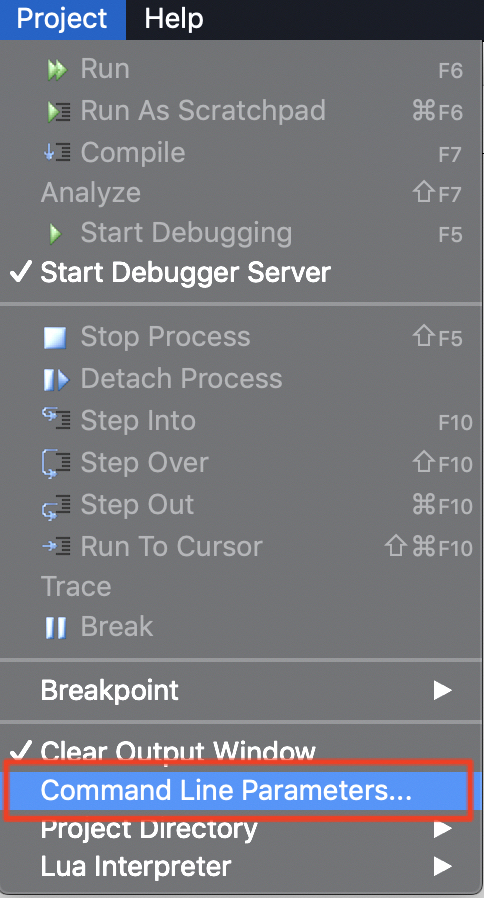 Project Help
Run F6
Run As Scratchpad ⌘F6
Compile F7
Analyze ⇧F7
Start Debugging F5
✓ Start Debugger Server
Stop Process ⇧F5
Detach Process
Step Into F10
Step Over ⇧F10
Step Out ⌘F10
Run To Cursor ⇧⌘F10
Trace
Break
Breakpoint ▶
✓ Clear Output Window
Command Line Parameters...
Project Directory ▶
Lua Interpreter ▶